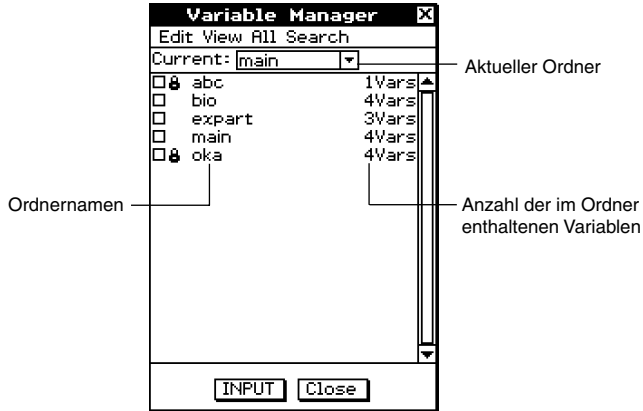 Variable Manager X
Edit View All Search
Current: main
Aktueller Ordner
abc 1Vars
bio 4Vars
expart 3Vars
main 4Vars
oka 4Vars
Ordnernamen
Anzahl der im Ordner
enthaltenen Variablen
INPUT Close